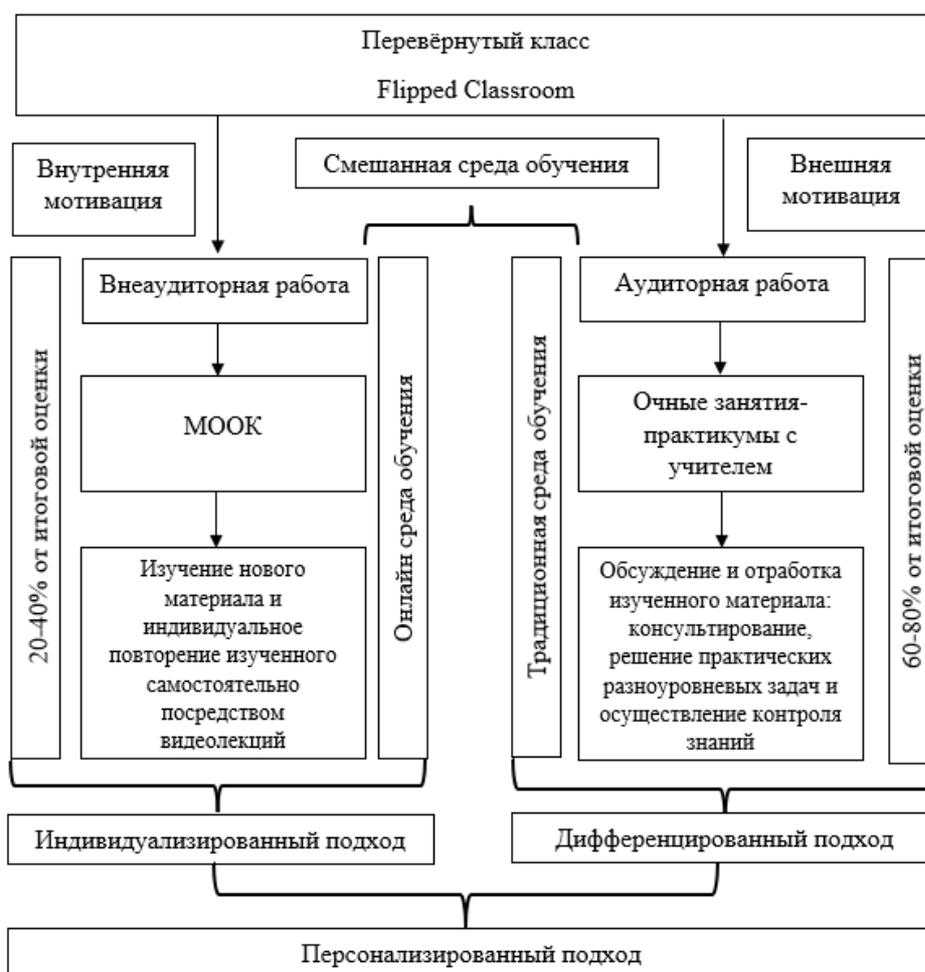 Перевёрнутый класс
Flipped Classroom
Внутренняя
мотивация
Смешанная среда обучения
Внешняя
мотивация
20-40% от итоговой оценки
Внеаудиторная работа
МООК
Изучение нового
материала и
индивидуальное
повторение изученного
самостоятельно
посредством
видеолекций
Онлайн среда обучения
Традиционная среда обучения
Аудиторная работа
Очные занятия-
практикумы с
учителем
Обсуждение и отработка
изученного материала:
консультирование,
решение практических
разноуровневых задач и
осуществление контроля
знаний
60-80% от итоговой оценки
Индивидуализированный подход
Дифференцированный подход
Персонализированный подход